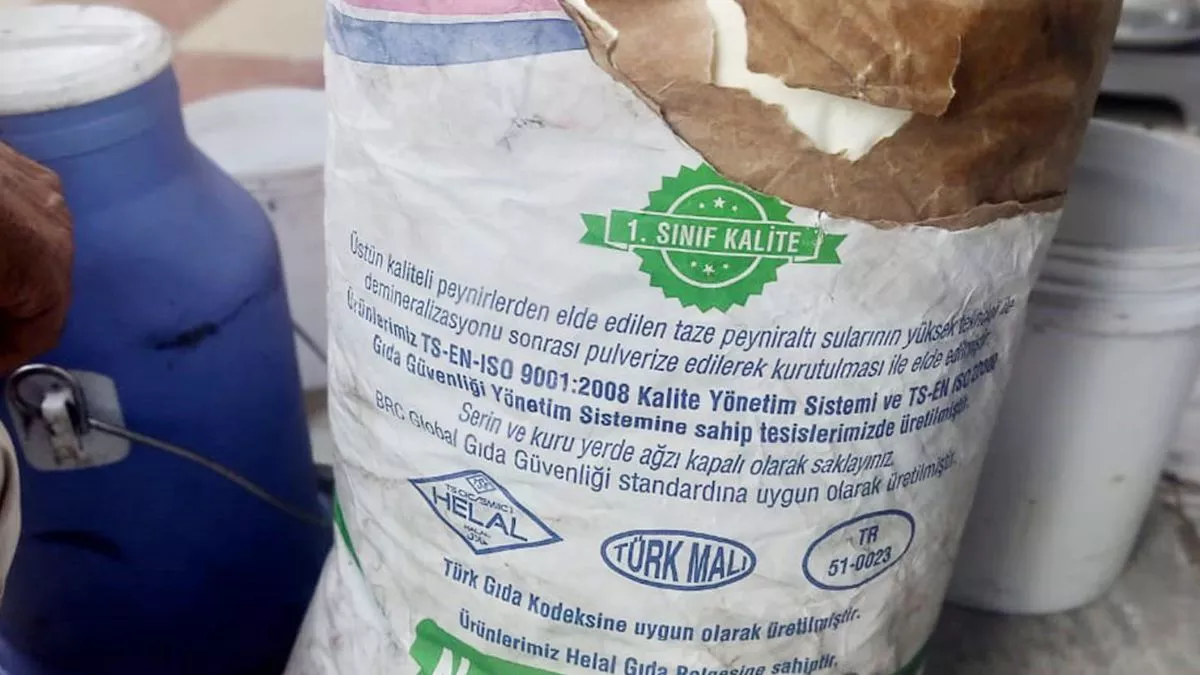 1. SINIF KALİTE
Üstün kaliteli peynirlerden elde edilen taze peyniraltı sularının yüksek ile
demineralizasyonu sonrası pulverize edilerek kurutulması ile elde edilmiştir.
Ürünlerimiz TS-EN-ISO 9001:2008 Kalite Yönetim Sistemi ve TS-EN ISO
Gıda Güvenliği Yönetim Sistemine sahip tesislerimizde üretilmiştir.
Serin ve kuru yerde ağzı kapalı olarak saklayınız.
BRC Global Gıda Güvenliği standardına uygun olarak üretilmiştir.
HELAL
HALAL
حلال
TÜRK MALI
TR
51-0023
Türk Gıda Kodeksine uygun olarak üretilmiştir.
Ürünlerimiz Helal Gıda Belgesine sahiptir.